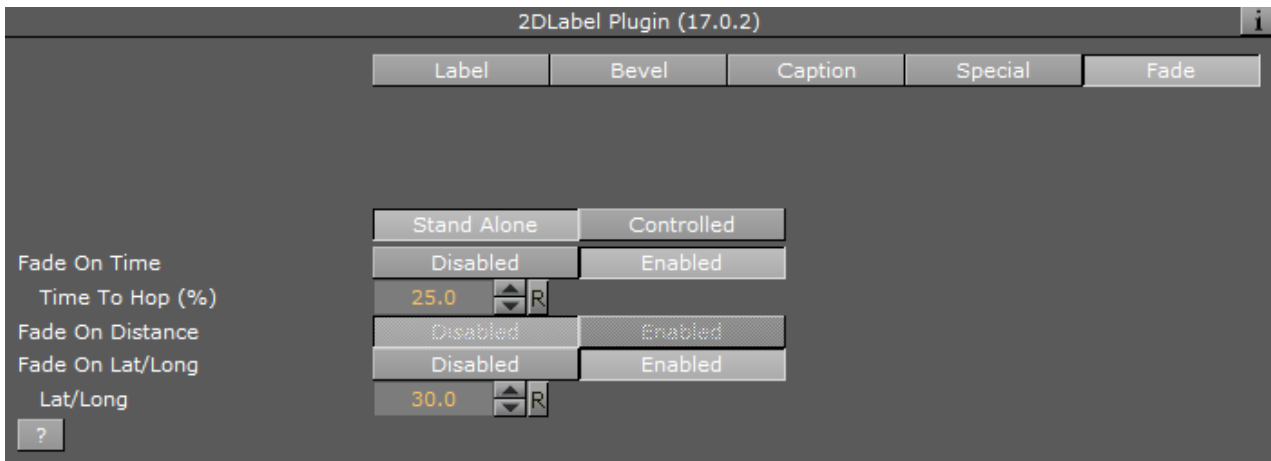 2DLabel Plugin (17.0.2) i
Label Bevel Caption Special Fade
Stand Alone Controlled
Fade On Time Disabled Enabled
Time To Hop (%) 25.0 R
Fade On Distance Disabled Enabled
Fade On Lat/Long Disabled Enabled
Lat/Long 30.0 R
?